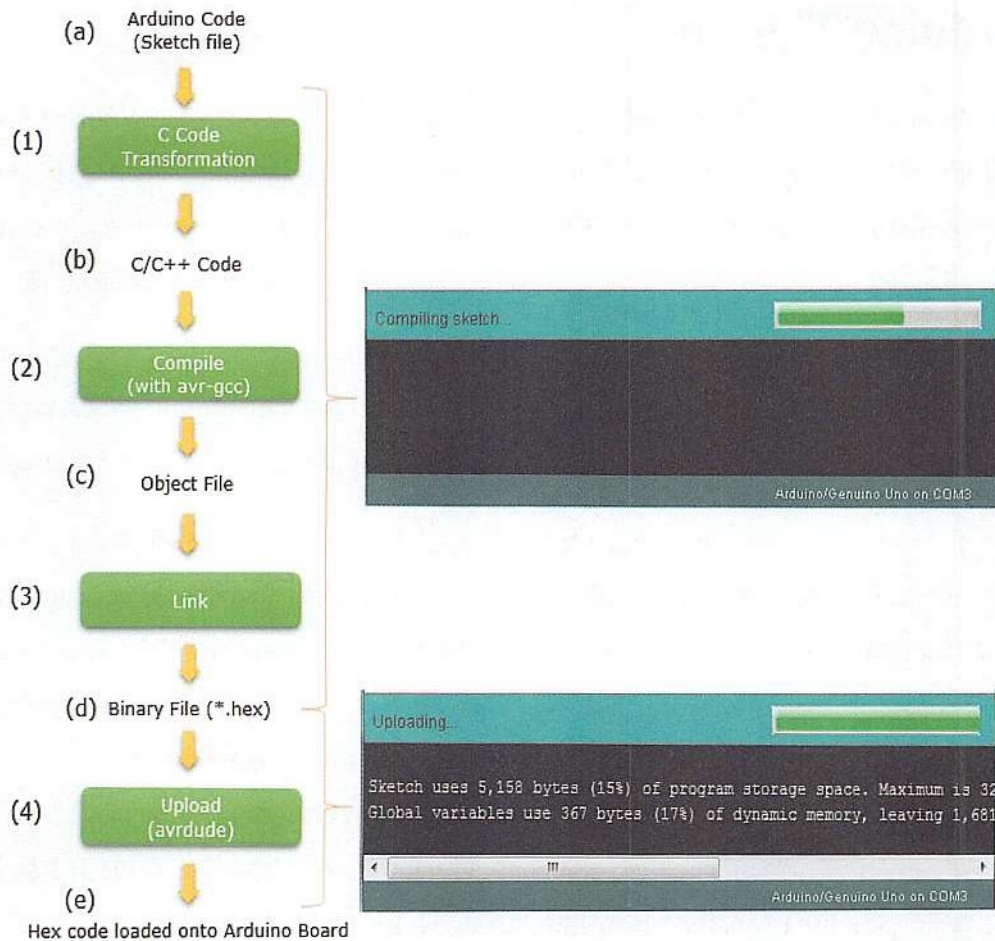 (a) Arduino Code
(Sketch file)
(1) C Code
Transformation
(b) C/C++ Code
(2) Compile
(with avr-gcc)
(c) Object File
(3) Link
(d) Binary File (*.hex)
(4) Upload
(avrdude)
(e)
Hex code loaded onto Arduino Board
Compiling sketch...
Arduino/Genuino Uno on COM3
Uploading...
Sketch uses 5,158 bytes (15%) of program storage space. Maximum is 32
Global variables use 367 bytes (17%) of dynamic memory, leaving 1,681
Arduino/Genuino Uno on COM3